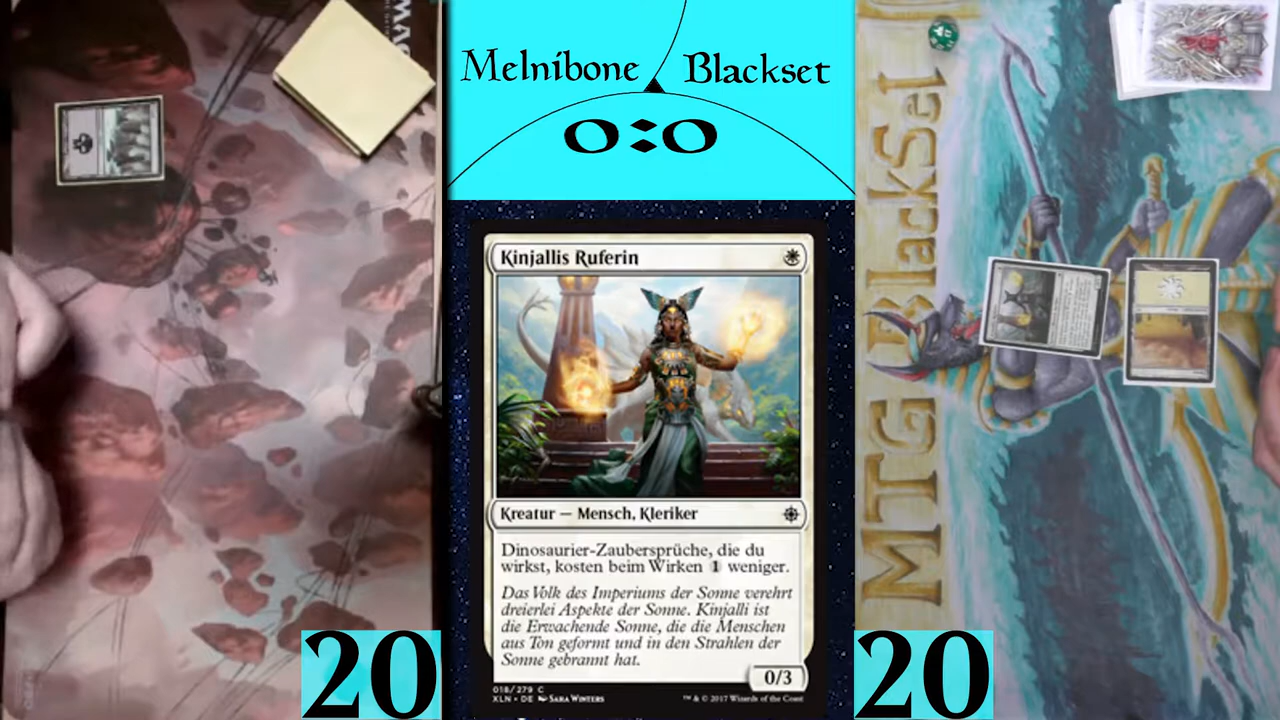 Melnibone Blackset
0:0
Kinjallis Ruferin
Kreatur — Mensch, Kleriker
Dinosaurier-Zaubersprüche, die du
wirkst, kosten beim Wirken 1 weniger.
Das Volk des Imperiums der Sonne verehrt
dreierlei Aspekte der Sonne. Kinjalli ist
die Erwachende Sonne, die die Menschen
aus Ton geformt und in den Strahlen der
Sonne gebrannt hat.
0/3
018/279 C
XLN • DE Sara Winters
™ & © 2017 Wizards of the Coast
20
20
MTG BlackSet